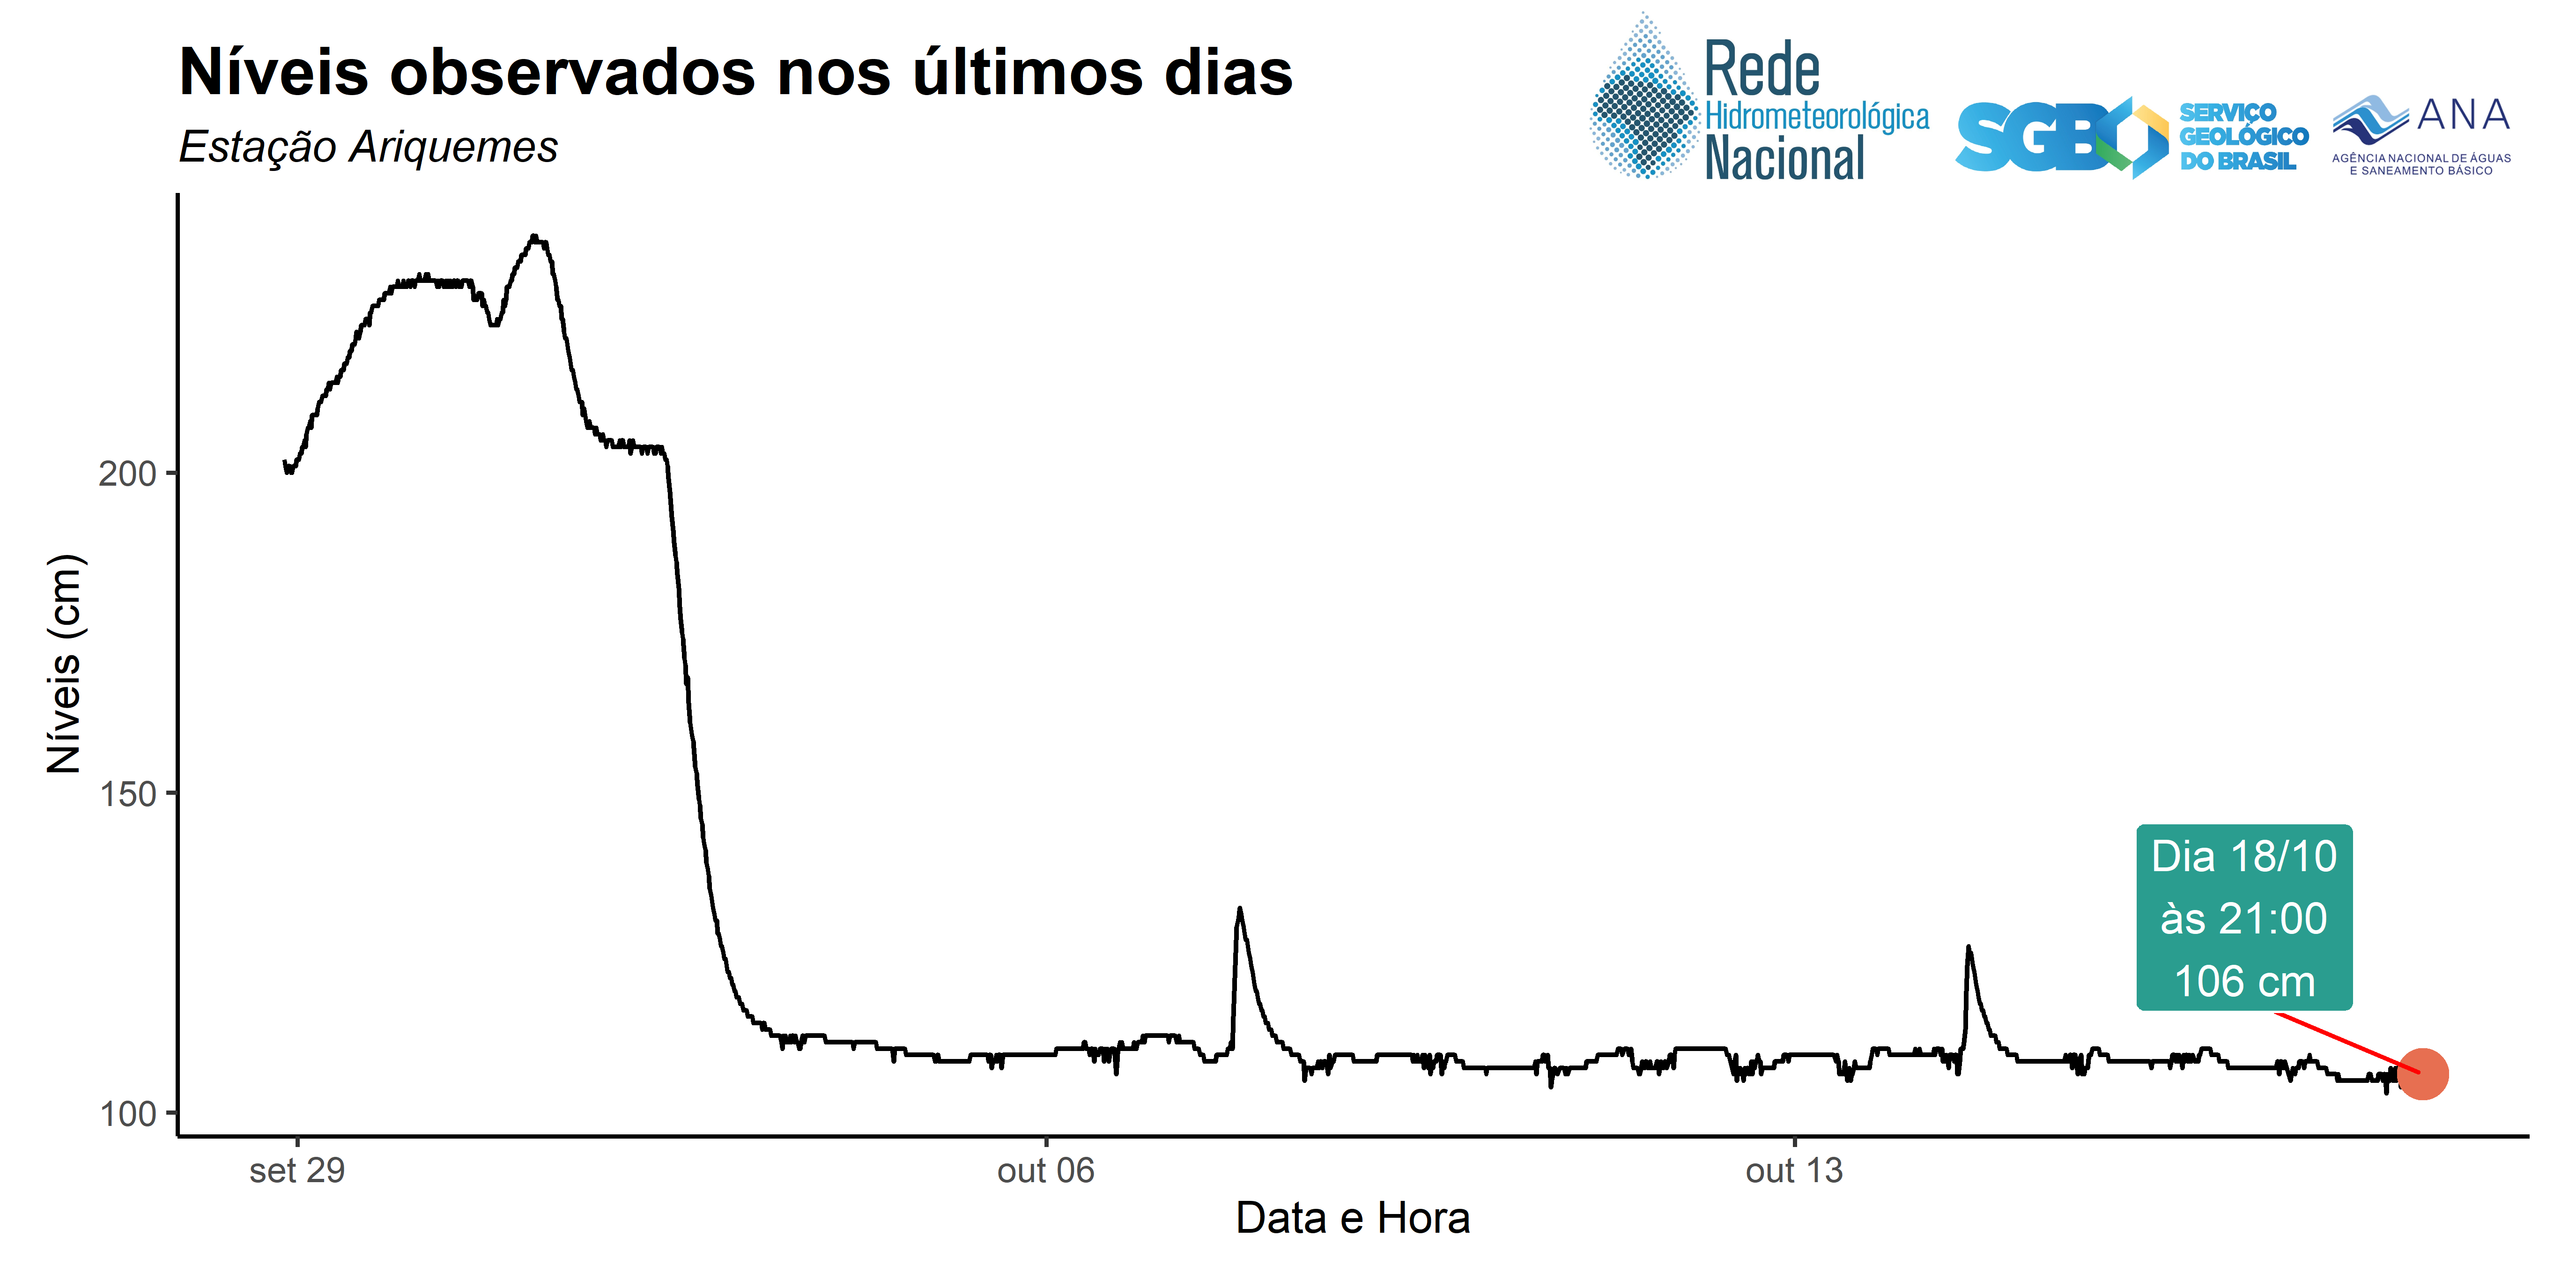 Níveis observados nos últimos dias
Estação Ariquemes
Rede
Hidrometeorológica
Nacional
SGB
SERVIÇO
GEOLÓGICO
DO BRASIL
ANA
AGÊNCIA NACIONAL DE ÁGUAS
E SANEAMENTO BÁSICO
Níveis (cm)
200
150
100
Dia 18/10
às 21:00
106 cm
set 29
out 06
out 13
Data e Hora